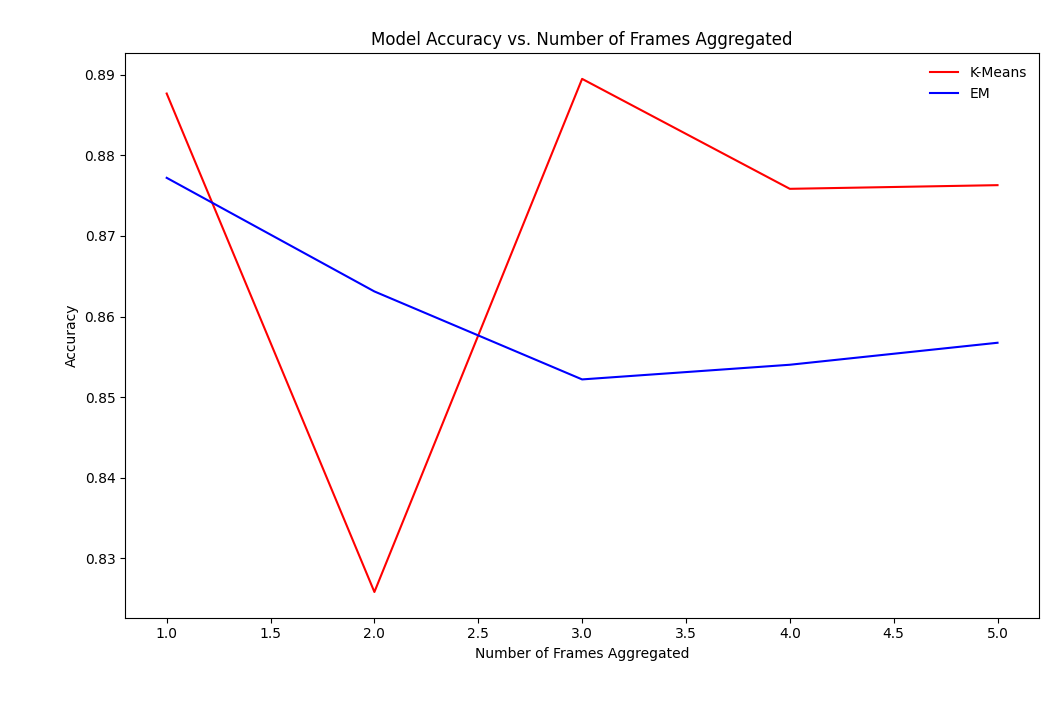 Model Accuracy vs. Number of Frames Aggregated
K-Means
EM
0.89
0.88
0.87
0.86
0.85
0.84
0.83
Accuracy
1.0 1.5 2.0 2.5 3.0 3.5 4.0 4.5 5.0
Number of Frames Aggregated